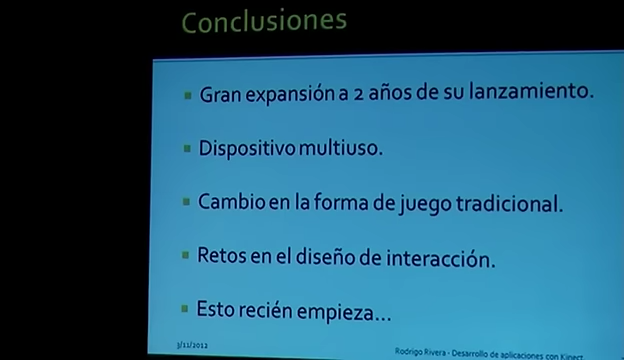 Conclusiones
Gran expansión a 2 años de su lanzamiento.
Dispositivo multiuso.
Cambio en la forma de juego tradicional.
Retos en el diseño de interacción.
Esto recién empieza...
3/11/2012
Rodrigo Rivera - Desarrollo de aplicaciones con Kinect